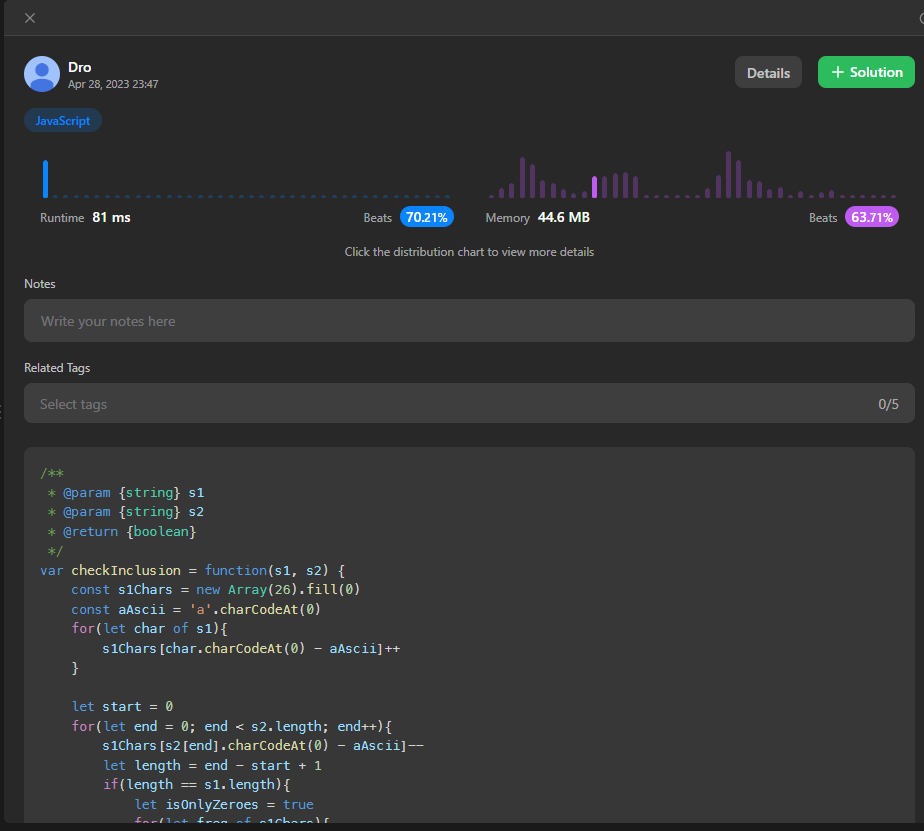 Dro
Apr 28, 2023 23:47
Details
+ Solution
JavaScript
Runtime 81 ms
Beats 70.21%
Memory 44.6 MB
Beats 63.71%
Click the distribution chart to view more details
Notes
Write your notes here
Related Tags
Select tags
0/5
/**
 * @param {string} s1
 * @param {string} s2
 * @return {boolean}
 */
var checkInclusion = function(s1, s2) {
    const s1Chars = new Array(26).fill(0)
    const aAscii = 'a'.charCodeAt(0)
    for(let char of s1){
        s1Chars[char.charCodeAt(0) - aAscii]++
    }
    let start = 0
    for(let end = 0; end < s2.length; end++){
        s1Chars[s2[end].charCodeAt(0) - aAscii]--
        let length = end - start + 1
        if(length == s1.length){
            let isOnlyZeroes = true
            for(let freq of s1Chars){